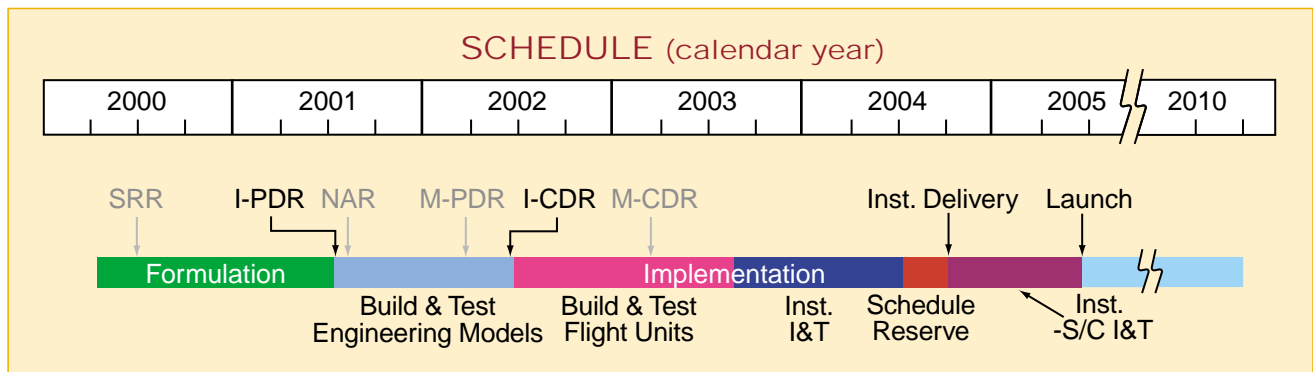 SCHEDULE (calendar year)
2000 2001 2002 2003 2004 2005 2010
SRR I-PDR NAR M-PDR I-CDR M-CDR Inst. Delivery Launch
Formulation Implementation
Build & Test Build & Test Inst. Schedule Inst.
Engineering Models Flight Units I&T Reserve -S/C I&T